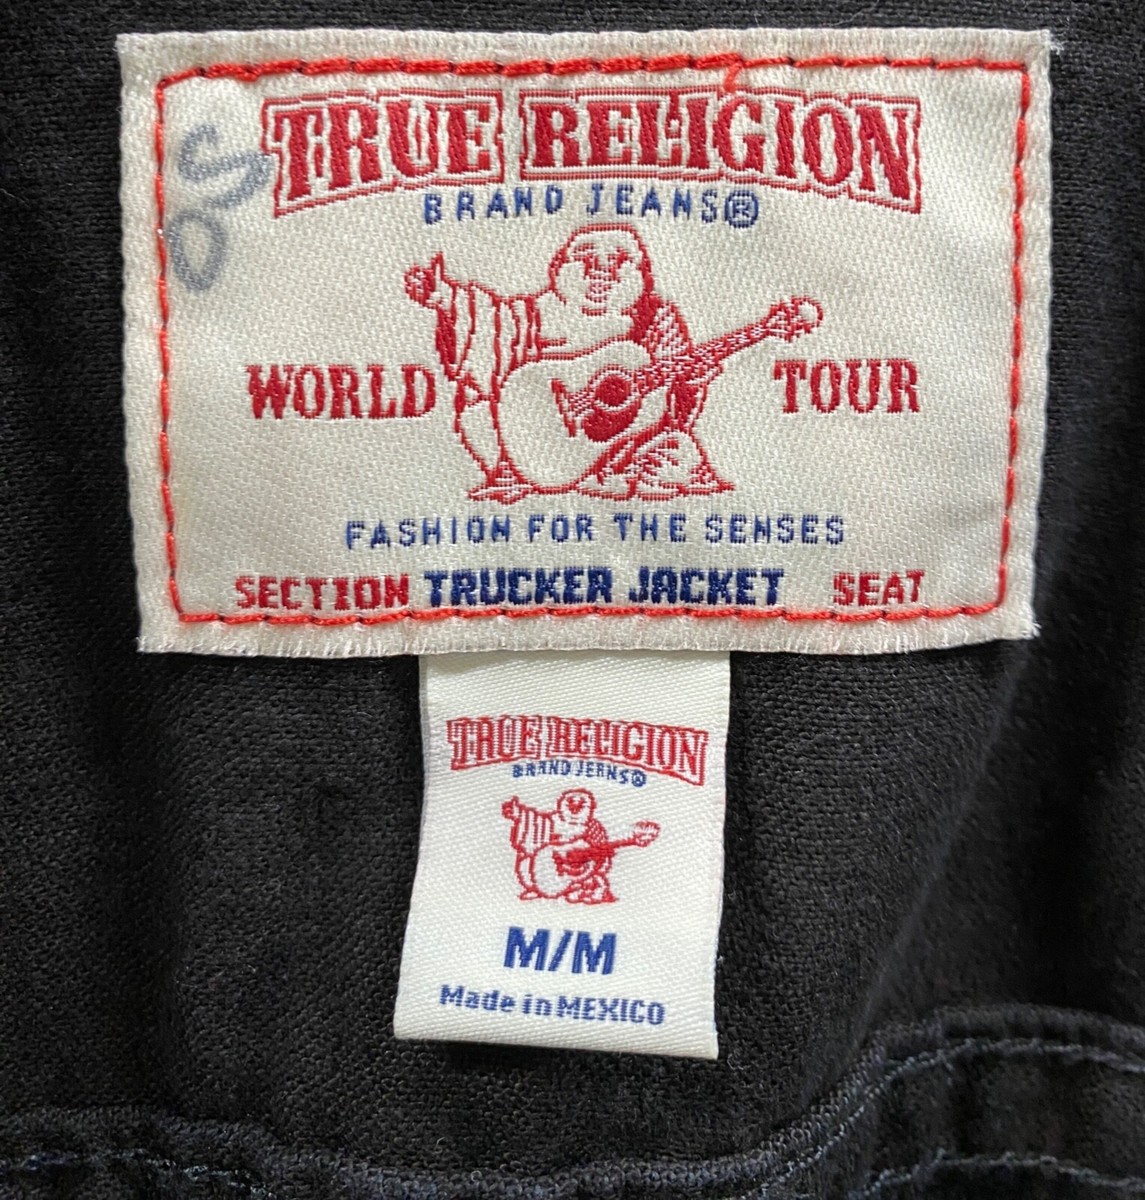 OS
TRUE RELIGION
BRAND JEANS®
WORLD TOUR
FASHION FOR THE SENSES
SECTION TRUCKER JACKET SEAT
TRUE RELIGION
BRAND JEANS®
M/M
Made in MEXICO